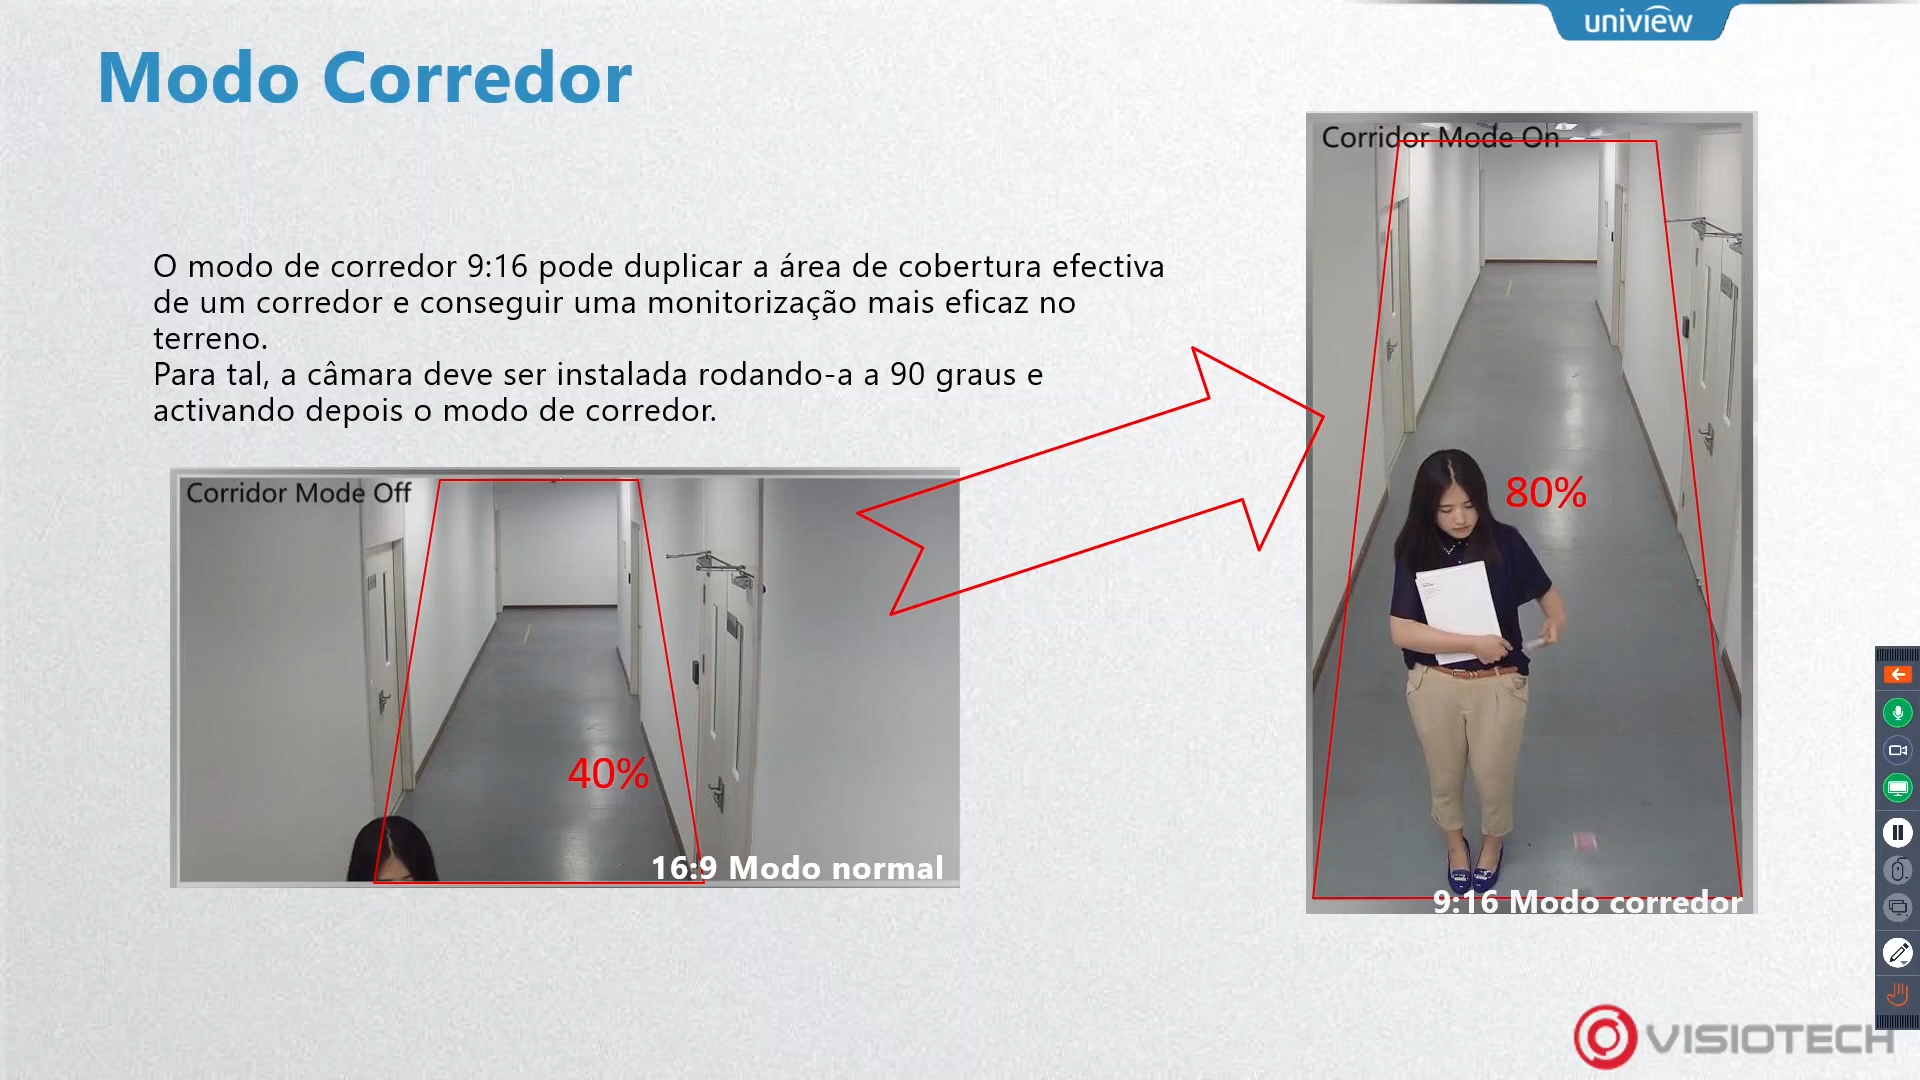 uniview
Modo Corredor
Corridor Mode On
O modo de corredor 9:16 pode duplicar a área de cobertura efectiva
de um corredor e conseguir uma monitorização mais eficaz no
terreno.
Para tal, a câmara deve ser instalada rodando-a a 90 graus e
activando depois o modo de corredor.
Corridor Mode Off
80%
40%
16:9 Modo normal
9:16 Modo corredor
VISIOTECH